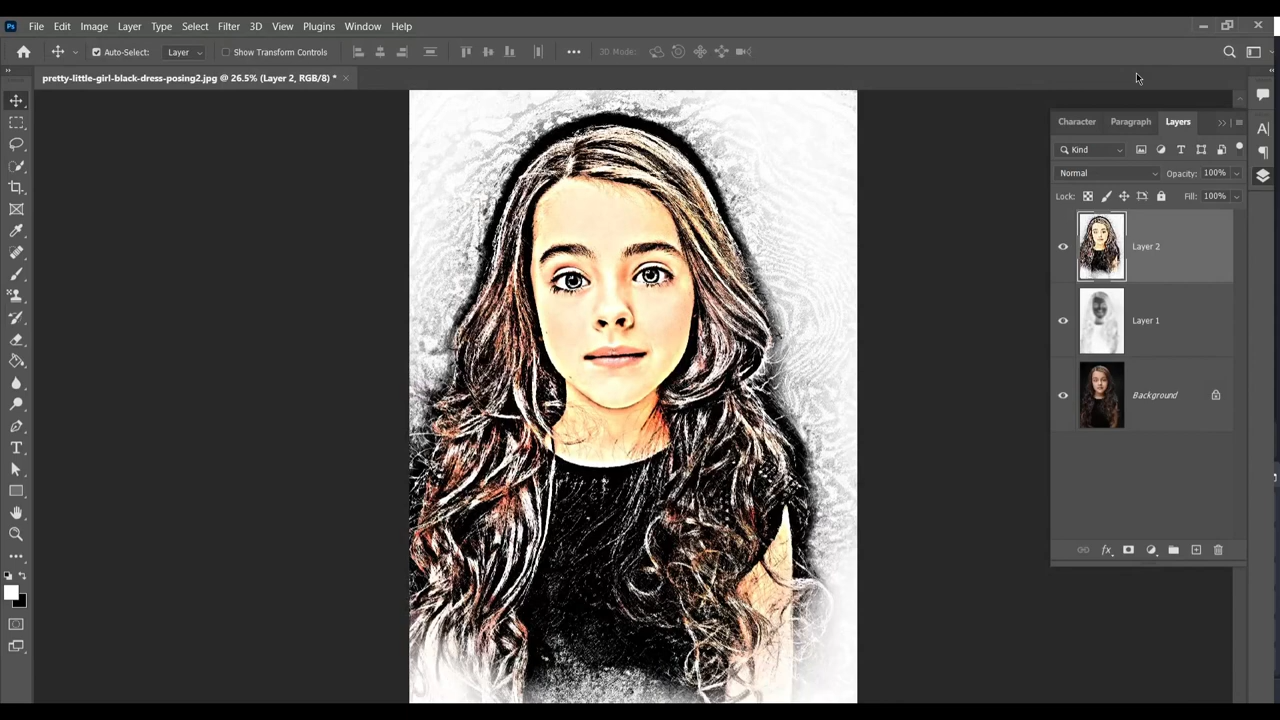 Ps File Edit Image Layer Type Select Filter 3D View Plugins Window Help
Auto-Select: Layer Show Transform Controls 3D Mode:
pretty-little-girl-black-dress-posing2.jpg @ 26.5% (Layer 2, RGB/8) *
Character Paragraph Layers
Kind
Normal Opacity: 100%
Lock: Fill: 100%
Layer 2
Layer 1
Background